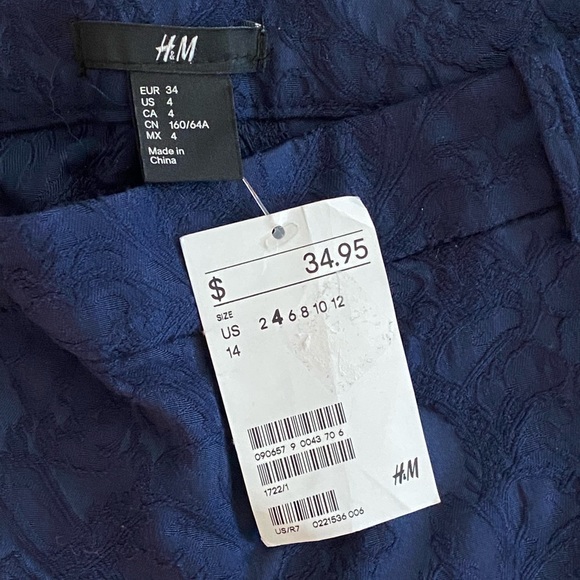 H&M
EUR 34
US 4
CA 4
CN 160/64A
MX 4
Made in
China
$ 34.95
SIZE
US 2 4 6 8 10 12
14
090657 9 0043 70 6
1722/1
H&M
US/R7 0221536 006